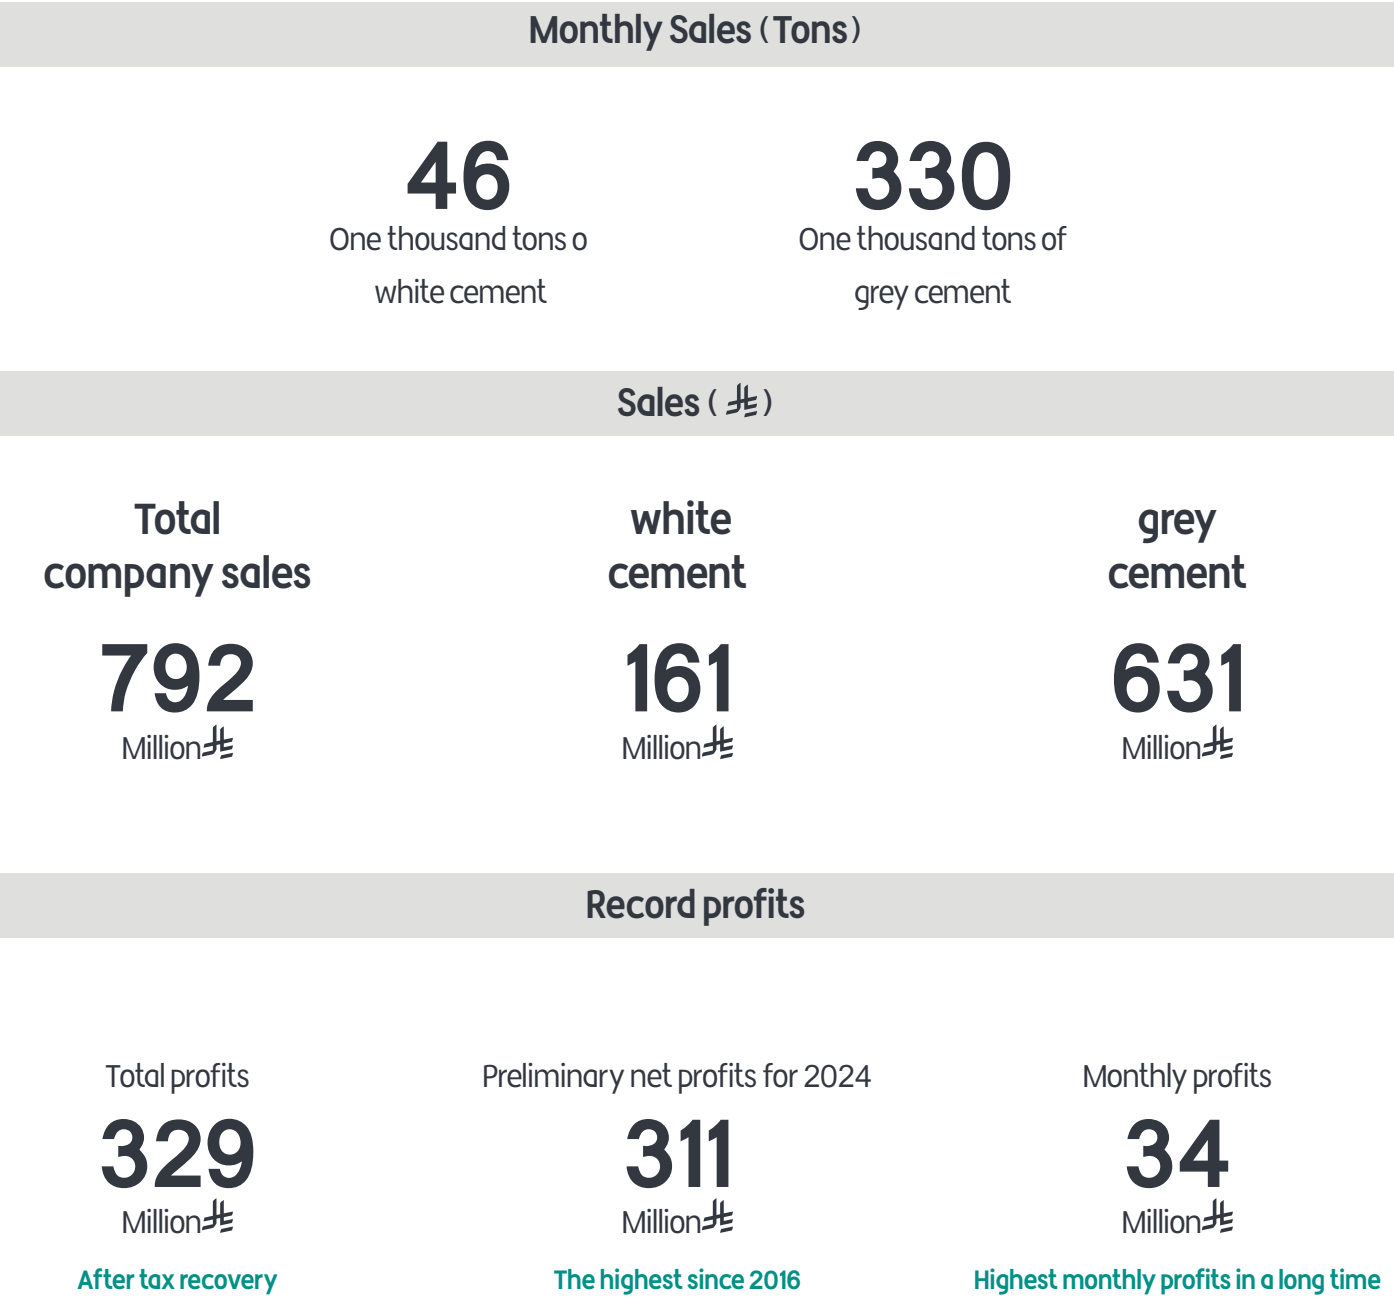 Monthly Sales (Tons)
46
One thousand tons o
white cement
330
One thousand tons of
grey cement
Sales (⃁)
Total
company sales
792
Million⃁
white
cement
161
Million⃁
grey
cement
631
Million⃁
Record profits
Total profits
329
Million⃁
After tax recovery
Preliminary net profits for 2024
311
Million⃁
The highest since 2016
Monthly profits
34
Million⃁
Highest monthly profits in a long time